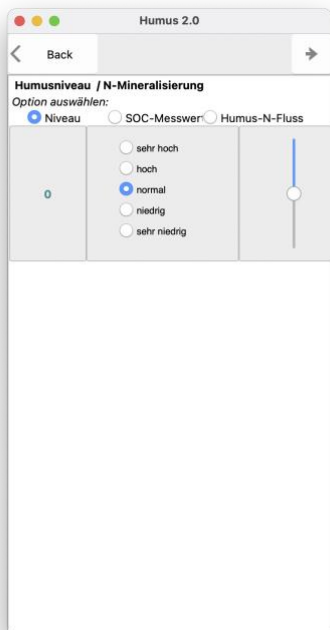 Humus 2.0
Back
Humusniveau / N-Mineralisierung
Option auswählen:
Niveau SOC-Messwer Humus-N-Fluss
sehr hoch
hoch
0 normal
niedrig
sehr niedrig